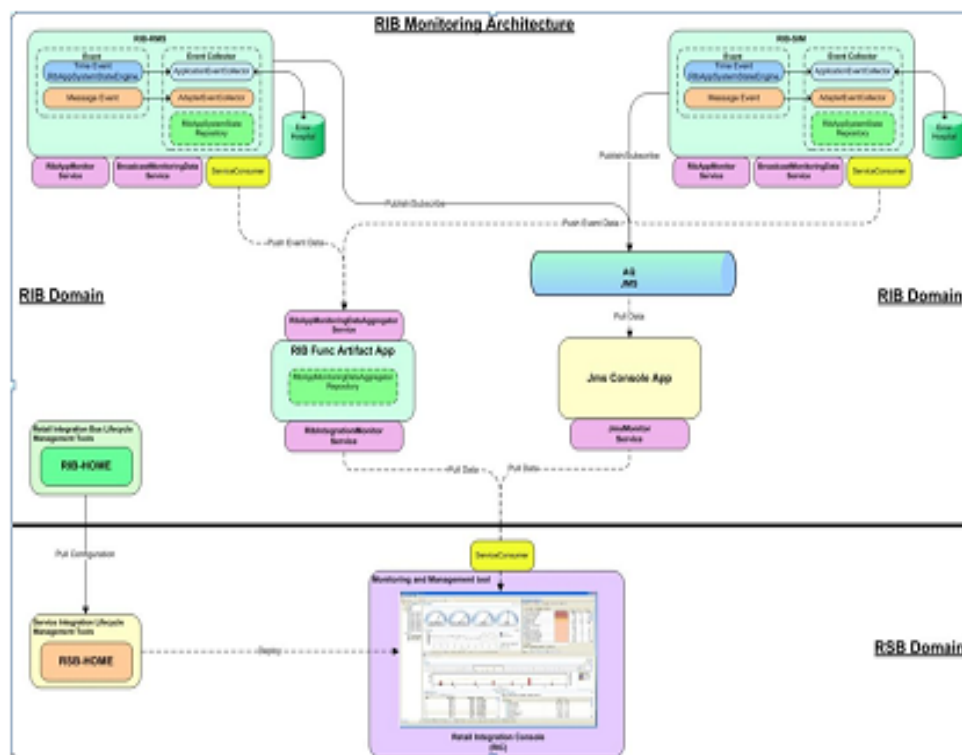 RIB Monitoring Architecture
RIB-RMS
Event
Time Event
(RibAppSystemStateEngine)
Message Event
Event Collector
ApplicationEventCollector
AdapterEventCollector
RibAppSystemState
Repository
Error
Hospital
RibAppMonitor
Service
BroadcastMonitoringData
Service
ServiceConsumer
RIB-SIM
Event
Time Event
(RibAppSystemStateEngine)
Message Event
Event Collector
ApplicationEventCollector
AdapterEventCollector
RibAppSystemState
Repository
Error
Hospital
RibAppMonitor
Service
BroadcastMonitoringData
Service
ServiceConsumer
Publish/Subscribe
Publish/Subscribe
Push Event Data
Push Event Data
AQ
JMS
RIB Domain
RIB Domain
Pull Data
RibAppMonitoringDataAggregator
Service
RIB Func Artifact App
RibAppMonitoringDataAggregator
Repository
RibIntegrationMonitor
Service
Jms Console App
JmsMonitor
Service
Pull Data
Pull Data
Retail Integration Bus Lifecycle
Management Tools
RIB-HOME
Pull Configuration
ServiceConsumer
Monitoring and Management tool
Service Integration Lifecycle
Management Tools
RSB-HOME
Deploy
RSB Domain
Retail Integration Console
(RIC)